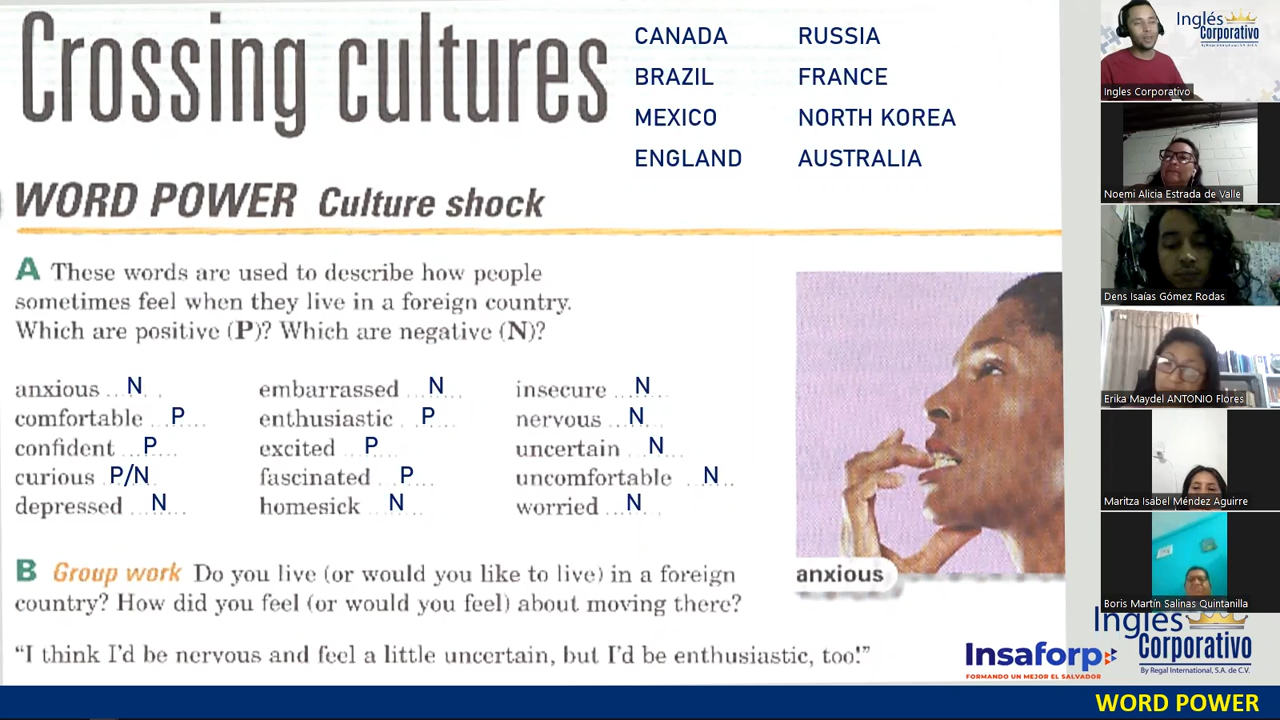 Crossing cultures
CANADA RUSSIA
BRAZIL FRANCE
MEXICO NORTH KOREA
ENGLAND AUSTRALIA
WORD POWER Culture shock
A These words are used to describe how people
sometimes feel when they live in a foreign country.
Which are positive (P)? Which are negative (N)?
anxious N embarrassed N insecure N
comfortable P enthusiastic P nervous N
confident P excited P uncertain N
curious P/N fascinated P uncomfortable N
depressed N homesick N worried N
anxious
B Group work Do you live (or would you like to live) in a foreign
country? How did you feel (or would you feel) about moving there?
"I think I'd be nervous and feel a little uncertain, but I'd be enthusiastic, too!"
Insaforp
FORMANDO UN MEJOR EL SALVADOR
Inglés
Corporativo
By Regal International, S.A. de C.V.
WORD POWER
Inglés
Corporativo
By Regal International, S.A. de C.V.
Ingles Corporativo
Noemi Alicia Estrada de Valle
Dens Isaías Gómez Rodas
Erika Maydel ANTONIO Flores
Maritza Isabel Méndez Aguirre
Boris Martín Salinas Quintanilla